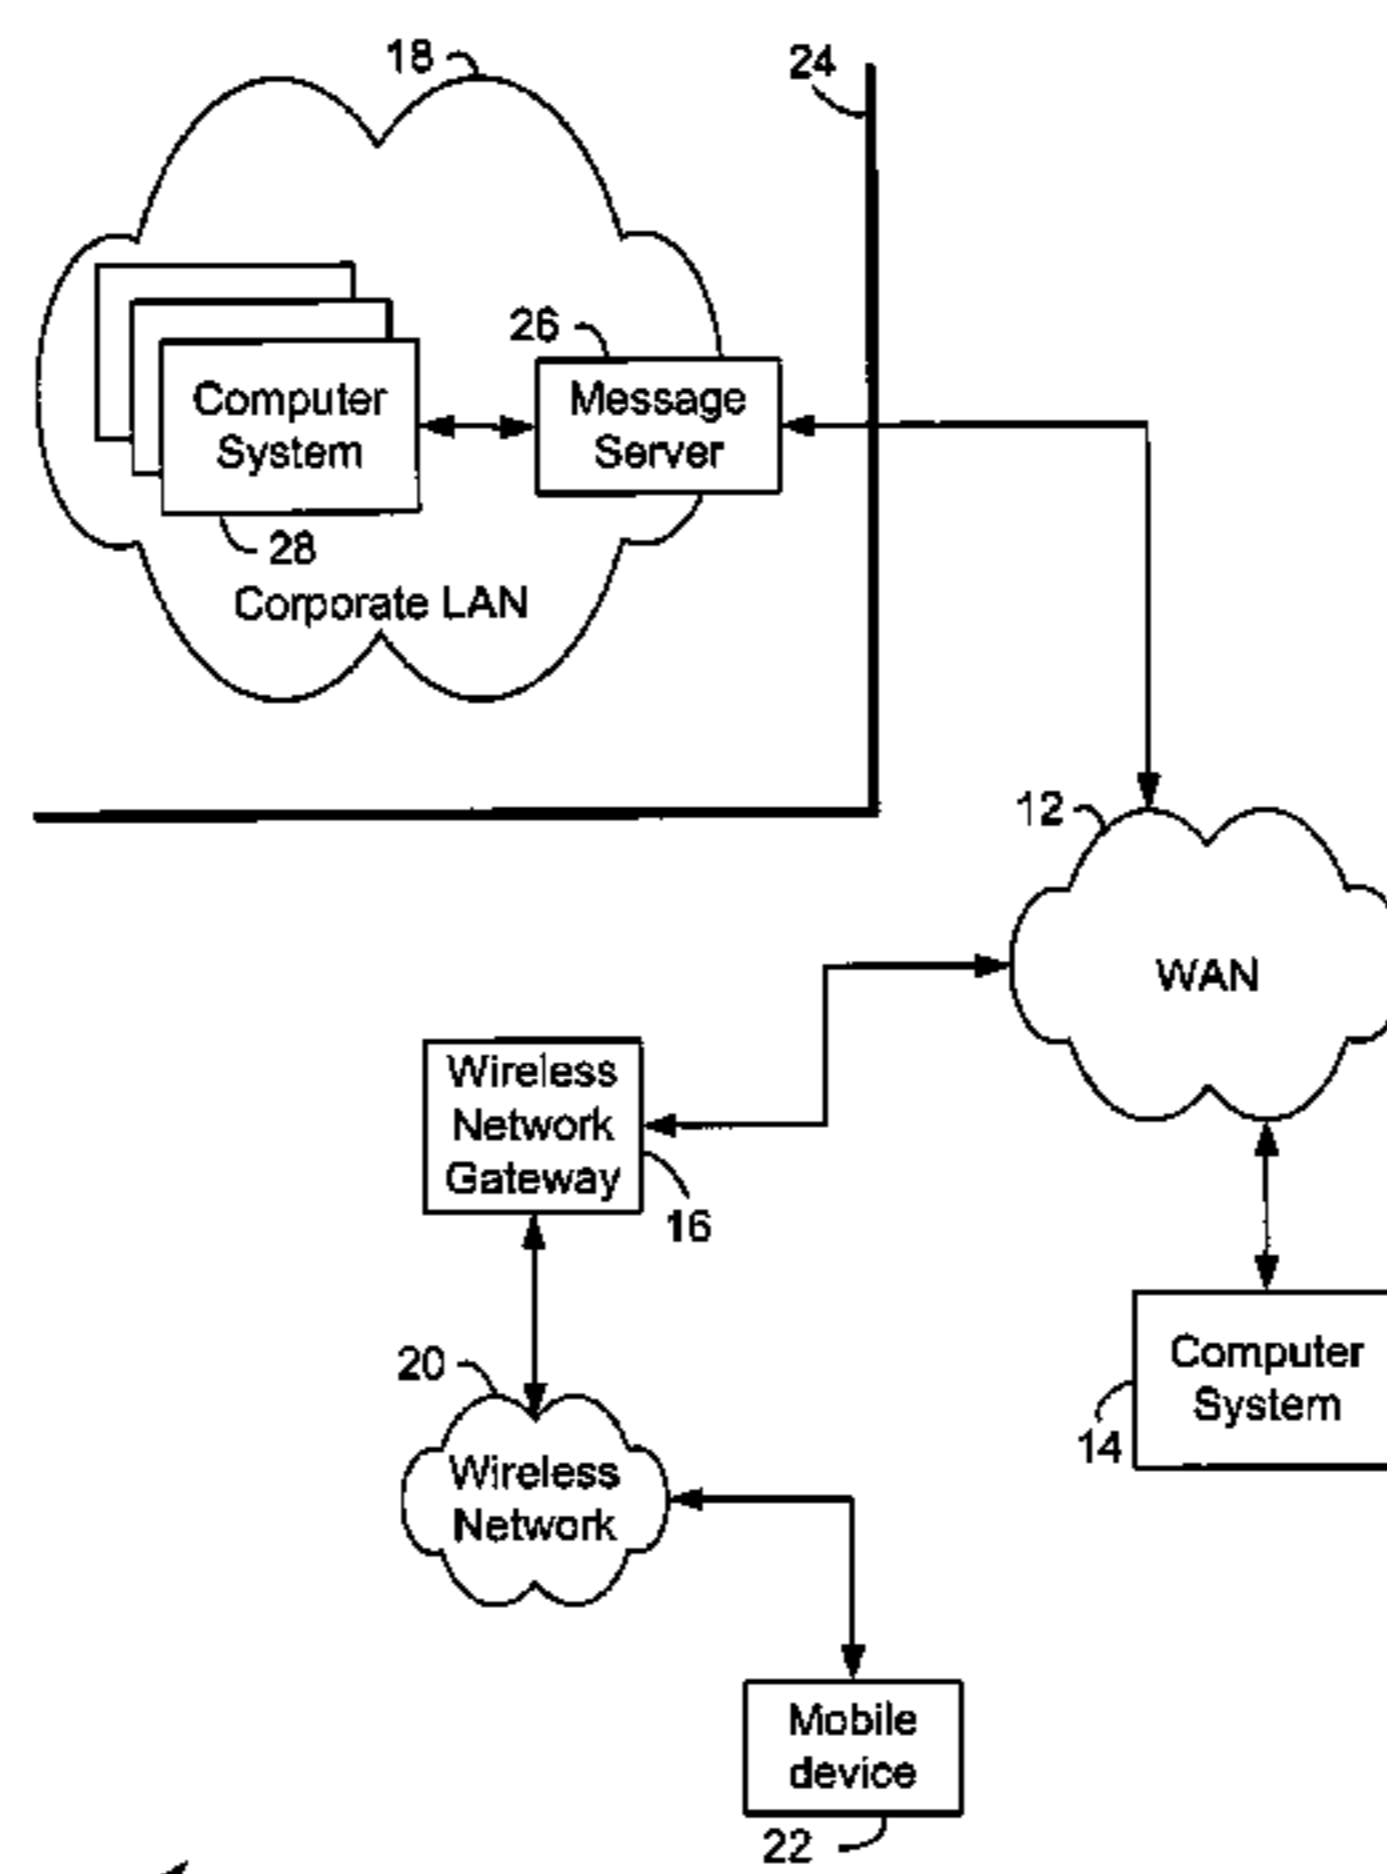 18
24
26
Computer
System
Message
Server
28
Corporate LAN
12
WAN
Wireless
Network
Gateway
16
20
Computer
System
14
Wireless
Network
Mobile
device
22